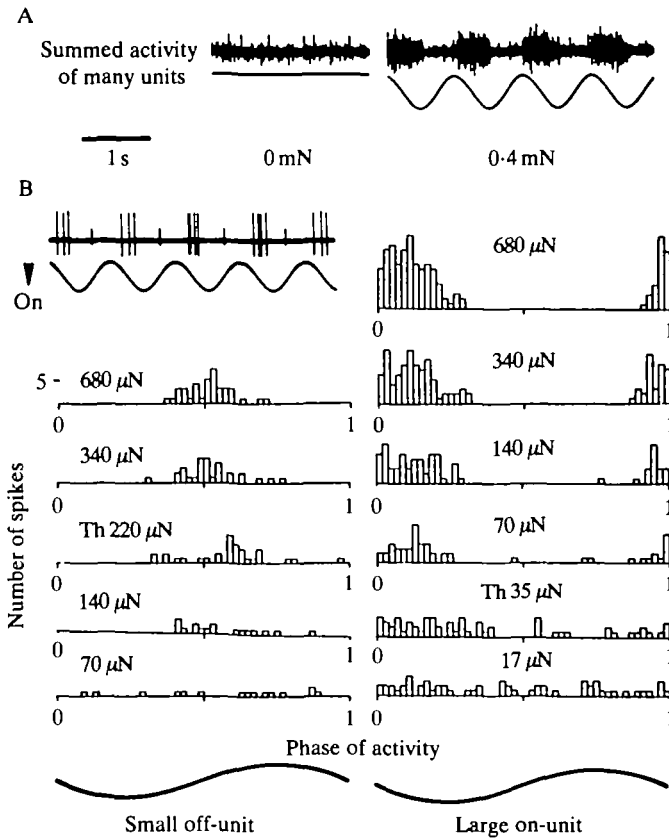 A
Summed activity
of many units
1 s
0 mN
0·4 mN
B
On
680 μN
0
1
5
680 μN
340 μN
0
1
0
1
340 μN
140 μN
0
1
0
1
Th 220 μN
70 μN
0
1
0
1
140 μN
Th 35 μN
0
1
70 μN
17 μN
0
1
0
1
Number of spikes
Phase of activity
Small off-unit
Large on-unit